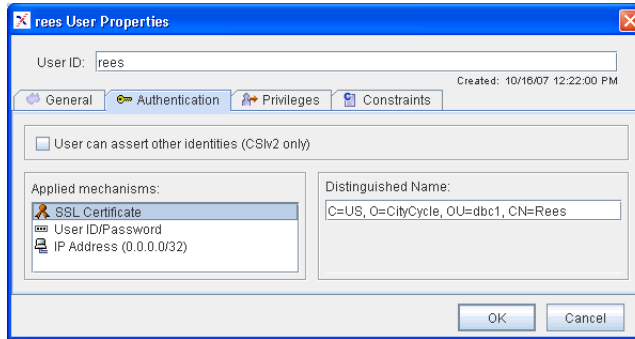 rees User Properties
User ID: rees
Created: 10/16/07 12:22:00 PM
General Authentication Privileges Constraints
User can assert other identities (CSIv2 only)
Applied mechanisms:
SSL Certificate
User ID/Password
IP Address (0.0.0.0/32)
Distinguished Name:
C=US, O=CityCycle, OU=dbc1, CN=Rees
OK Cancel